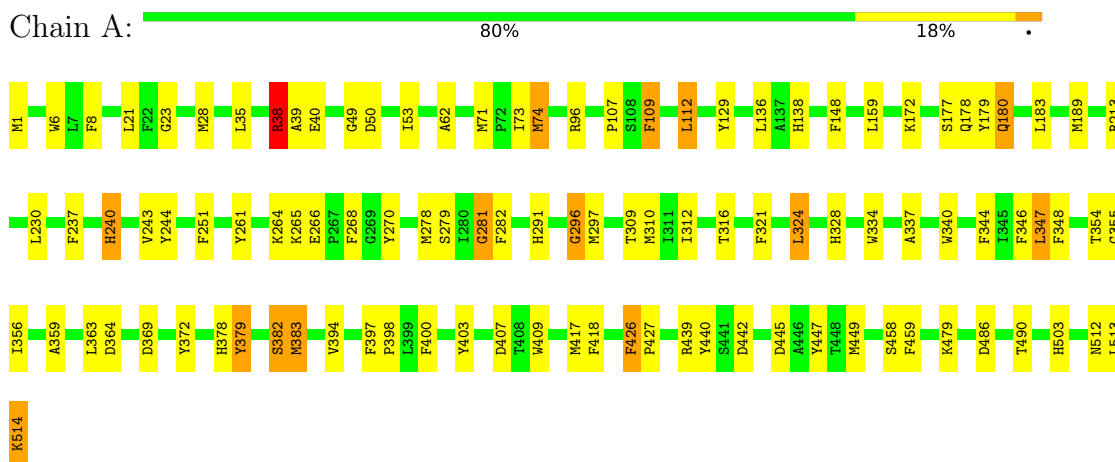 Chain A:
80% 18% •
M1 W6 L7 F8 L21 F22 G23 M28 L35 R38 A39 E40 G49 D50 I53 A62 M71 P72 I73 M74 R96 P107 S108 F109 L112 Y129 L136 A137 H138 F148 L159 K172 S177 Q178 Y179 Q180 L183 M189
L230 F237 H240 V243 Y244 F251 Y261 K264 K265 E266 P267 F268 G269 Y270 M278 S279 I280 G281 F282 H291 G296 M297 T309 M310 I311 I312 T316 F321 L324 H328 W334 A337 W340 F344 I345 F346 L347 F348 T354
I356 A359 L363 D364 D369 Y372 H378 Y379 S382 M383 V394 F397 P398 L399 F400 Y403 D407 T408 W409 M417 F418 F426 P427 R439 Y440 S441 D442 D445 A446 Y447 T448 M449 S458 F459 K479 D486 T490 H503 N512
K514